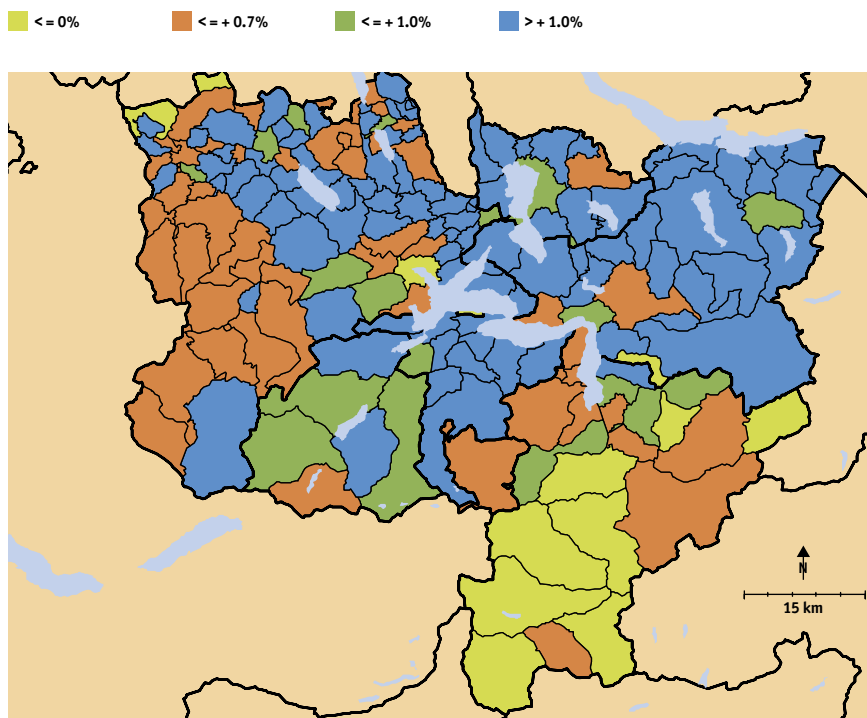 <= 0% <= + 0.7% <= + 1.0% > + 1.0%
N
15 km